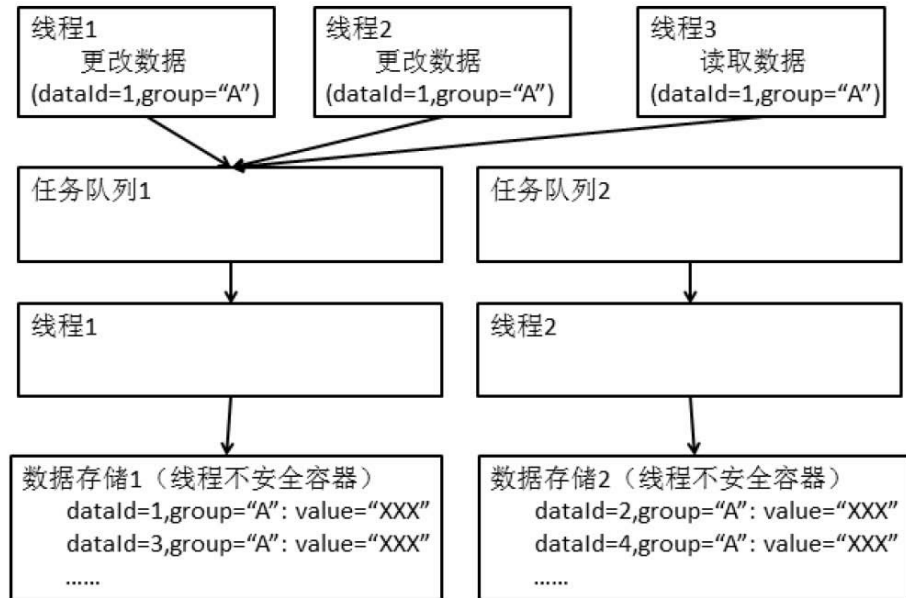 线程1
更改数据
(dataId=1,group=“A”)
线程2
更改数据
(dataId=1,group=“A”)
线程3
读取数据
(dataId=1,group=“A”)
任务队列1
任务队列2
线程1
线程2
数据存储1（线程不安全容器）
dataId=1,group=“A”: value=“XXX”
dataId=3,group=“A”: value=“XXX”
……
数据存储2（线程不安全容器）
dataId=2,group=“A”: value=“XXX”
dataId=4,group=“A”: value=“XXX”
……